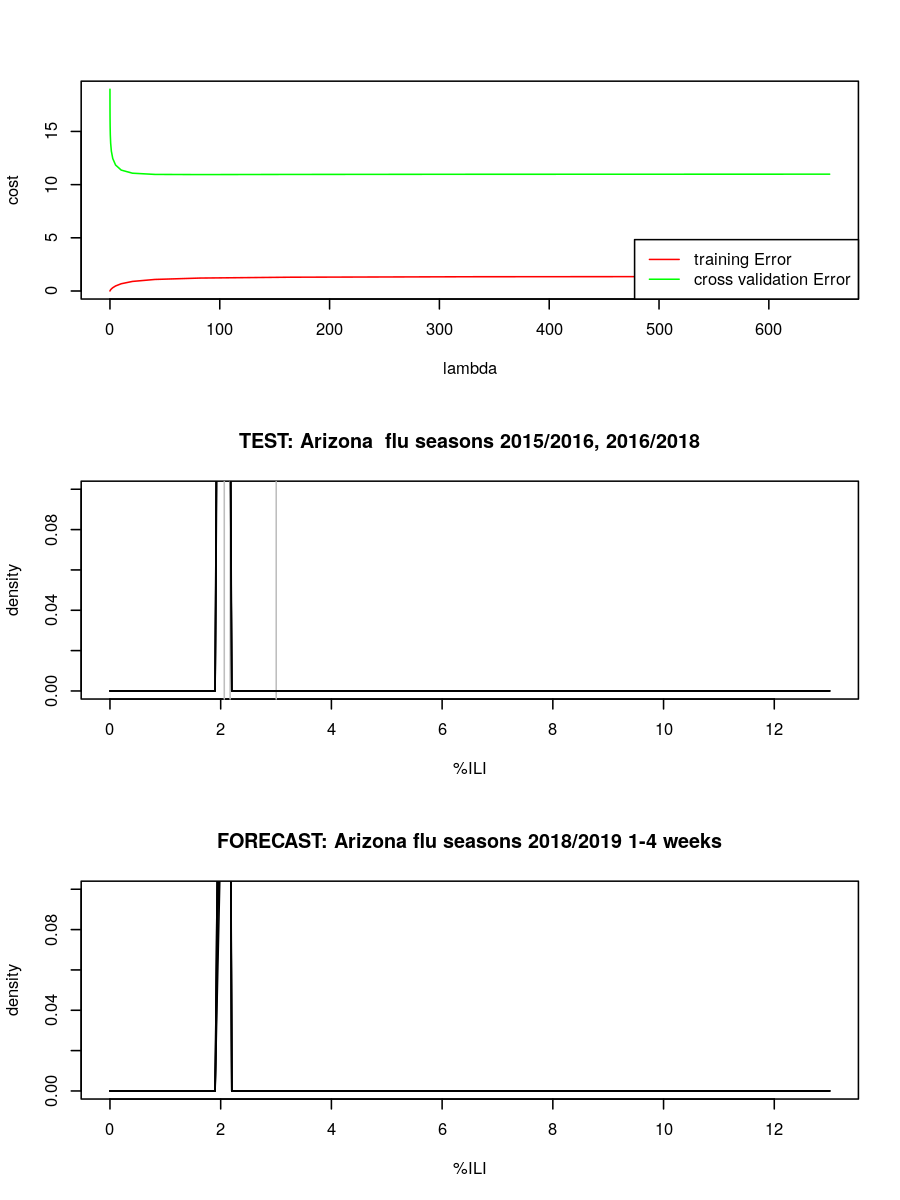 15
10
5
0
cost
training Error
cross validation Error
0 100 200 300 400 500 600
lambda
TEST: Arizona  flu seasons 2015/2016, 2016/2018
0.08
0.04
0.00
density
0 2 4 6 8 10 12
%ILI
FORECAST: Arizona flu seasons 2018/2019 1-4 weeks
0.08
0.04
0.00
density
0 2 4 6 8 10 12
%ILI